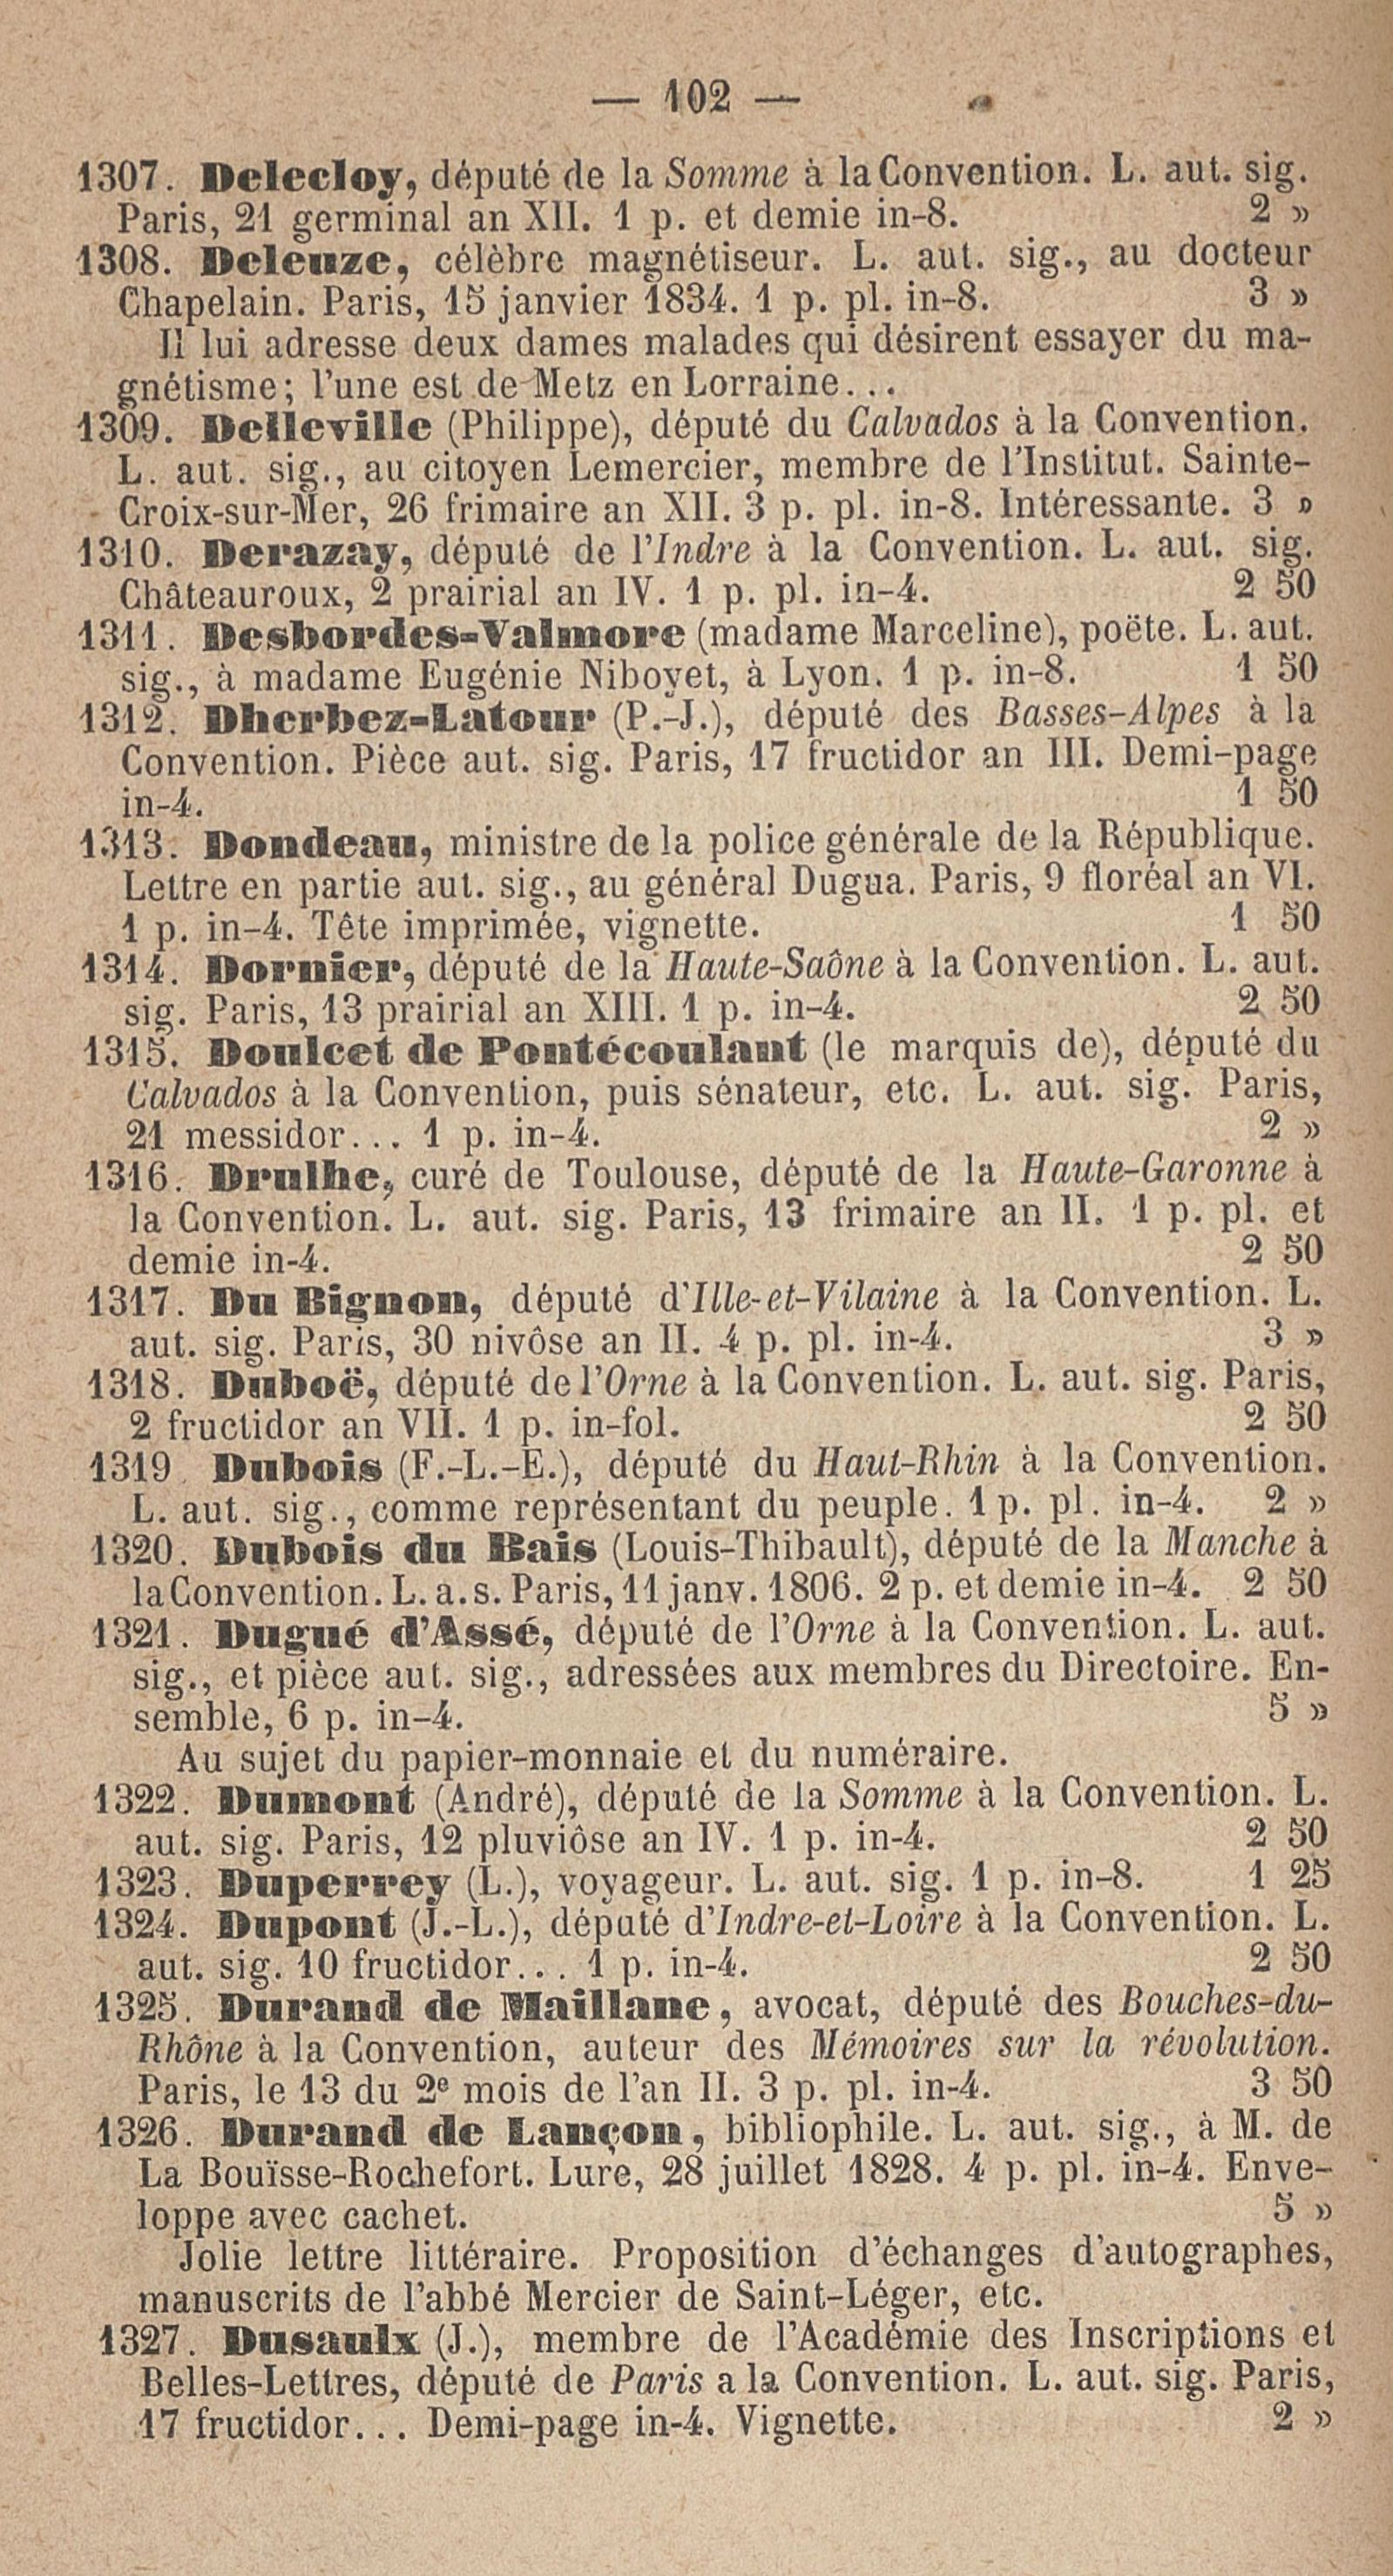 — 102 —
1307. Delecloy, député de la Somme à la Convention. L. aut. sig.
Paris, 21 germinal an XII. 1 p. et demie in-8. 2 »
1308. Deleuze, célèbre magnétiseur. L. aut. sig., au docteur
Chapelain. Paris, 15 janvier 1834. 1 p. pl. in-8. 3 »
Il lui adresse deux dames malades qui désirent essayer du ma-
gnétisme; l'une est de Metz en Lorraine...
1309. Delleville (Philippe), député du Calvados à la Convention.
L. aut. sig., au citoyen Lemercier, membre de l'Institut. Sainte-
Croix-sur-Mer, 26 frimaire an XII. 3 p. pl. in-8. Intéressante. 3 »
1310. Derazay, député de l'Indre à la Convention. L. aut. sig.
Châteauroux, 2 prairial an IV. 1 p. pl. in-4. 2 50
1311. Desbordes-Valmore (madame Marceline), poëte. L. aut.
sig., à madame Eugénie Niboyet, à Lyon. 1 p. in-8. 1 50
1312. Dherbez-Latour (P.-J.), député des Basses-Alpes à la
Convention. Pièce aut. sig. Paris, 17 fructidor an III. Demi-page
in-4. 1 50
1313. Dondeau, ministre de la police générale de la République.
Lettre en partie aut. sig., au général Dugua. Paris, 9 floréal an VI.
1 p. in-4. Tête imprimée, vignette. 1 50
1314. Dornier, député de la Haute-Saône à la Convention. L. aut.
sig. Paris, 13 prairial an XIII. 1 p. in-4. 2 50
1315. Doulcet de Pontécoulant (le marquis de), député du
Calvados à la Convention, puis sénateur, etc. L. aut. sig. Paris,
21 messidor... 1 p. in-4. 2 »
1316. Drulhe, curé de Toulouse, député de la Haute-Garonne à
la Convention. L. aut. sig. Paris, 13 frimaire an II. 1 p. pl. et
demie in-4. 2 50
1317. Du Bignon, député d'Ille-et-Vilaine à la Convention. L.
aut. sig. Paris, 30 nivôse an II. 4 p. pl. in-4. 3 »
1318. Duboë, député de l'Orne à la Convention. L. aut. sig. Paris,
2 fructidor an VII. 1 p. in-fol. 2 50
1319. Dubois (F.-L.-E.), député du Haut-Rhin à la Convention.
L. aut. sig., comme représentant du peuple. 1 p. pl. in-4. 2 »
1320. Dubois du Bais (Louis-Thibault), député de la Manche à
la Convention. L. a. s. Paris, 11 janv. 1806. 2 p. et demie in-4. 2 50
1321. Dugué d'Assé, député de l'Orne à la Convention. L. aut.
sig., et pièce aut. sig., adressées aux membres du Directoire. En-
semble, 6 p. in-4. 5 »
Au sujet du papier-monnaie et du numéraire.
1322. Dumont (André), député de la Somme à la Convention. L.
aut. sig. Paris, 12 pluviôse an IV. 1 p. in-4. 2 50
1323. Duperrey (L.), voyageur. L. aut. sig. 1 p. in-8. 1 25
1324. Dupont (J.-L.), député d'Indre-et-Loire à la Convention. L.
aut. sig. 10 fructidor... 1 p. in-4. 2 50
1325. Durand de Maillane, avocat, député des Bouches-du-
Rhône à la Convention, auteur des Mémoires sur la révolution.
Paris, le 13 du 2e mois de l'an II. 3 p. pl. in-4. 3 50
1326. Durand de Lançon, bibliophile. L. aut. sig., à M. de
La Bouïsse-Rochefort. Lure, 28 juillet 1828. 4 p. pl. in-4. Enve-
loppe avec cachet. 5 »
Jolie lettre littéraire. Proposition d'échanges d'autographes,
manuscrits de l'abbé Mercier de Saint-Léger, etc.
1327. Dusaulx (J.), membre de l'Académie des Inscriptions et
Belles-Lettres, député de Paris a la Convention. L. aut. sig. Paris,
17 fructidor... Demi-page in-4. Vignette. 2 »